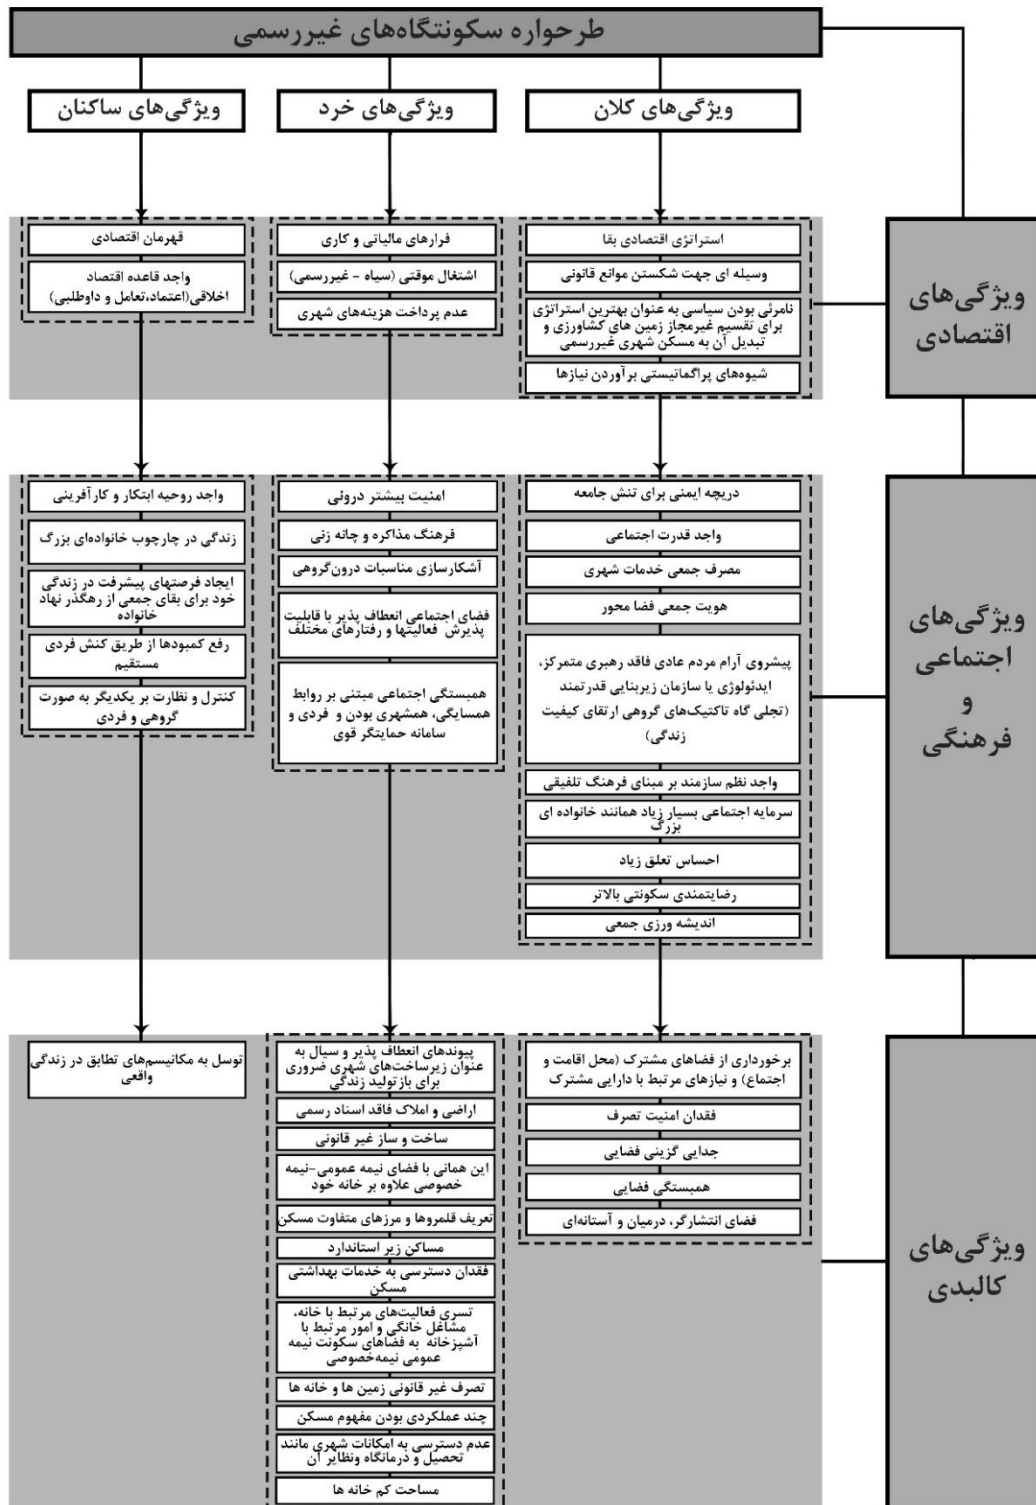 طرحواره سکونتگاه‌های غیررسمی
ویژگی‌های کلان
ویژگی‌های خرد
ویژگی‌های ساکنان
ویژگی‌های
اقتصادی
استراتژی اقتصادی بقا
وسیله ای جهت شکستن موانع قانونی
نامرئی بودن سیاسی به عنوان بهترین استراتژی
برای تقسیم غیرمجاز زمین های کشاورزی و
تبدیل آن به مسکن شهری غیررسمی
شیوه‌های پراگماتیستی برآوردن نیازها
فرارهای مالیاتی و کاری
اشتغال موقتی (سیاه - غیررسمی)
عدم پرداخت هزینه‌های شهری
قهرمان اقتصادی
واجد قاعده اقتصاد
اخلاقی(اعتماد،تعامل و داوطلبی)
ویژگی‌های
اجتماعی
و
فرهنگی
دریچه ایمنی برای تنش جامعه
واجد قدرت اجتماعی
مصرف جمعی خدمات شهری
هویت جمعی فضا محور
پیشروی آرام مردم عادی فاقد رهبری متمرکز،
ایدئولوژی یا سازمان زیربنایی قدرتمند
(تجلی گاه تاکتیک‌های گروهی ارتقای کیفیت
زندگی)
واجد نظم سازمند بر مبنای فرهنگ تلفیقی
سرمایه اجتماعی بسیار زیاد همانند خانواده ای
بزرگ
احساس تعلق زیاد
رضایتمندی سکونتی بالاتر
اندیشه ورزی جمعی
امنیت بیشتر درونی
فرهنگ مذاکره و چانه زنی
آشکارسازی مناسبات درون‌گروهی
فضای اجتماعی انعطاف پذیر با قابلیت
پذیرش فعالیتها و رفتارهای مختلف
همبستگی اجتماعی مبتنی بر روابط
همسایگی، همشهری بودن و فردی و
سامانه حمایتگر قوی
واجد روحیه ابتکار و کارآفرینی
زندگی در چارچوب خانواده‌ای بزرگ
ایجاد فرصتهای پیشرفت در زندگی
خود برای بقای جمعی از رهگذر نهاد
خانواده
رفع کمبودها از طریق کنش فردی
مستقیم
کنترل و نظارت بر یکدیگر به صورت
گروهی و فردی
ویژگی‌های
کالبدی
برخورداری از فضاهای مشترک (محل اقامت و
اجتماع) و نیازهای مرتبط با دارایی مشترک
فقدان امنیت تصرف
جدایی گزینی فضایی
همبستگی فضایی
فضای انتشارگر، درمیان و آستانه‌ای
پیوندهای انعطاف پذیر و سیال به
عنوان زیرساخت‌های شهری ضروری
برای بازتولید زندگی
اراضی و املاک فاقد اسناد رسمی
ساخت و ساز غیر قانونی
این همانی با فضای نیمه عمومی-نیمه
خصوصی علاوه بر خانه خود
تعریف قلمروها و مرزهای متفاوت مسکن
مساکن زیر استاندارد
فقدان دسترسی به خدمات بهداشتی
مسکن
تسری فعالیت‌های مرتبط با خانه،
مشاغل خانگی و امور مرتبط با
آشپزخانه به فضاهای سکونت نیمه
عمومی نیمه‌خصوصی
تصرف غیر قانونی زمین ها و خانه ها
چند عملکردی بودن مفهوم مسکن
عدم دسترسی به امکانات شهری مانند
تحصیل و درمانگاه ونظایر آن
مساحت کم خانه ها
توسل به مکانیسم‌های تطابق در زندگی
واقعی